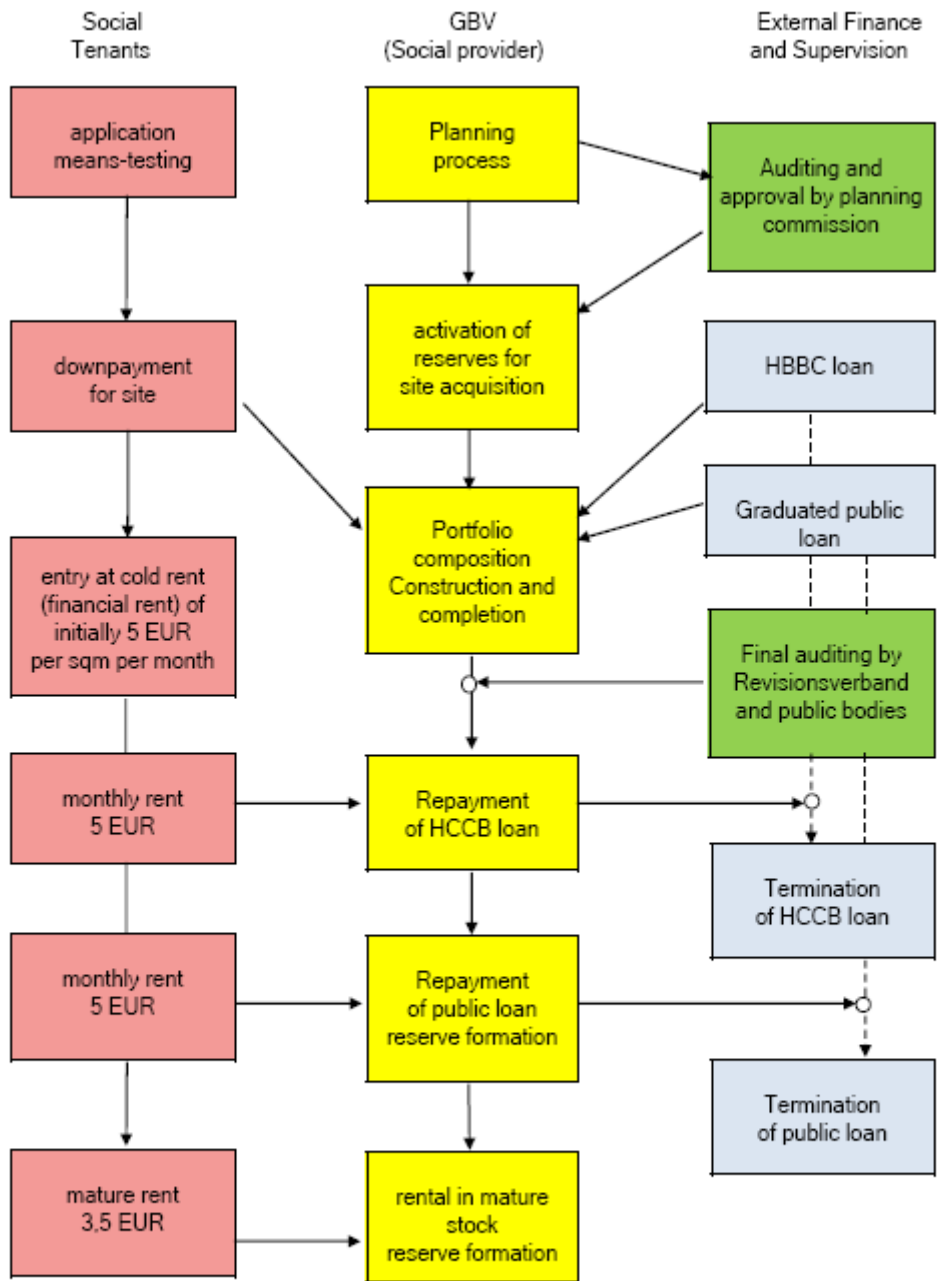 Social
Tenants
GBV
(Social provider)
External Finance
and Supervision
application
means-testing
Planning
process
Auditing and
approval by planning
commission
downpayment
for site
activation of
reserves for
site acquisition
HBBC loan
Graduated public
loan
entry at cold rent
(financial rent) of
initially 5 EUR
per sqm per month
Portfolio
composition
Construction and
completion
Final auditing by
Revisionsverband
and public bodies
monthly rent
5 EUR
Repayment
of HCCB loan
Termination
of HCCB loan
monthly rent
5 EUR
Repayment
of public loan
reserve formation
Termination
of public loan
mature rent
3,5 EUR
rental in mature
stock
reserve formation